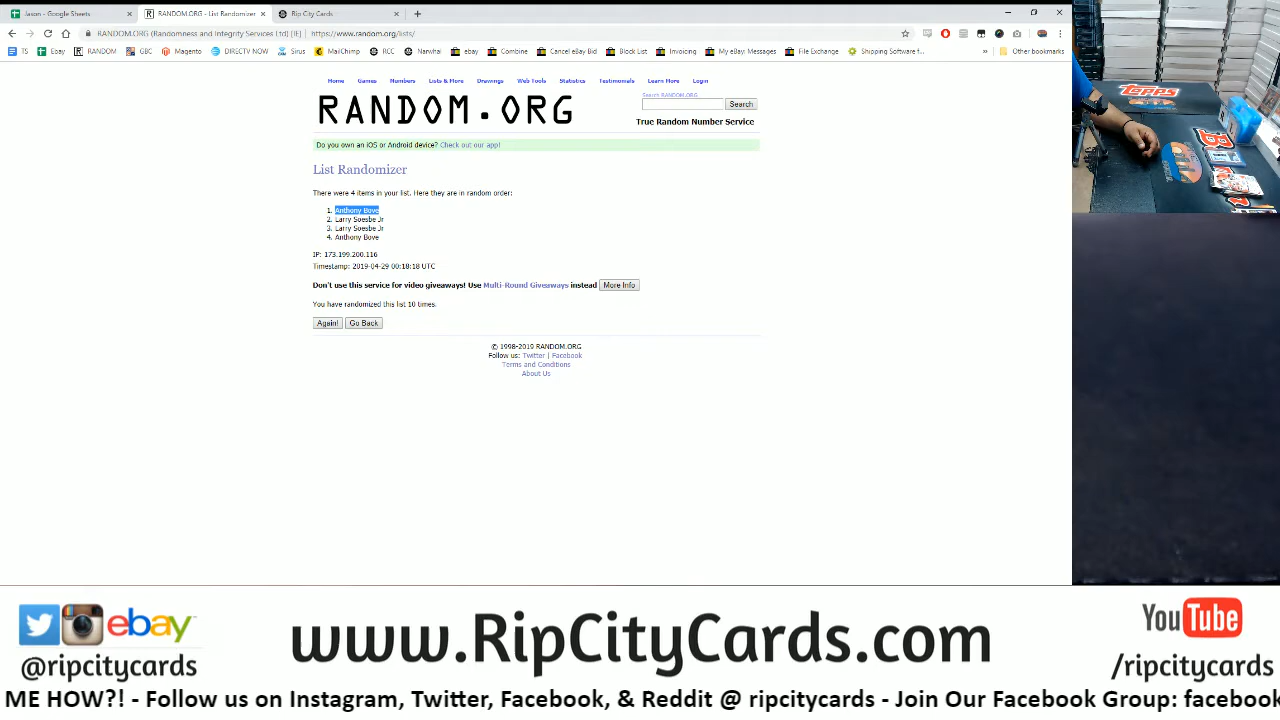 Jason - Google Sheets
RANDOM.ORG - List Randomizer
Rip City Cards
RANDOM.ORG (Randomness and Integrity Services Ltd) [IE] | https://www.random.org/lists/
TS Ebay RANDOM GBC Magento DIRECTV NOW Sirius MailChimp RCC Narwhal ebay Combine Cancel eBay Bid Block List Invoicing My eBay: Messages File Exchange Shipping Software f... » Other bookmarks
Home Games Numbers Lists & More Drawings Web Tools Statistics Testimonials Learn More Login
Search RANDOM.ORG
RANDOM.ORG
Search
True Random Number Service
Do you own an iOS or Android device? Check out our app!
List Randomizer
There were 4 items in your list. Here they are in random order:
1. Anthony Bove
2. Larry Soesbe Jr
3. Larry Soesbe Jr
4. Anthony Bove
IP: 173.199.200.116
Timestamp: 2019-04-29 00:18:18 UTC
Don't use this service for video giveaways! Use Multi-Round Giveaways instead More Info
You have randomized this list 10 times.
Again! Go Back
© 1998-2019 RANDOM.ORG
Follow us: Twitter | Facebook
Terms and Conditions
About Us
Topps
ebay
www.RipCityCards.com
YouTube
@ripcitycards
/ripcitycards
ME HOW?! - Follow us on Instagram, Twitter, Facebook, & Reddit @ ripcitycards - Join Our Facebook Group: facebook